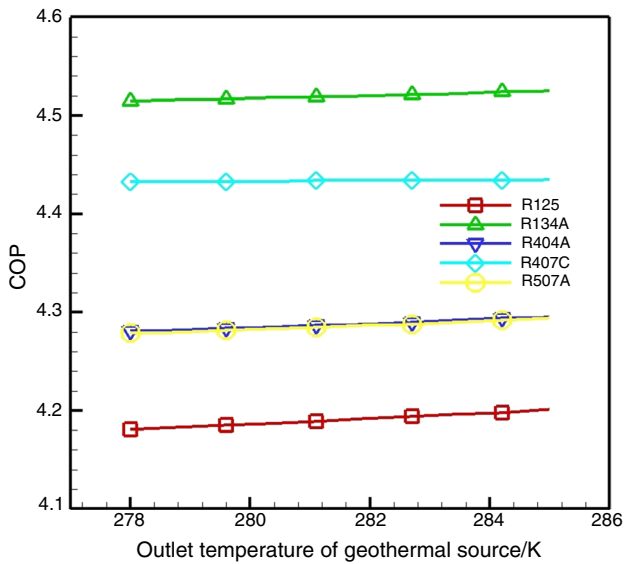 4.6
4.5
4.4
4.3
4.2
4.1
COP
R125
R134A
R404A
R407C
R507A
278 280 282 284 286
Outlet temperature of geothermal source/K